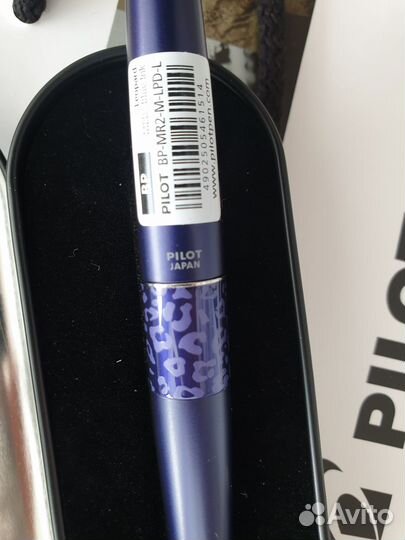 Leopard
BP
PILOT BP-MR2-M-LPD-L
4902505461514
www.pilotpen.com
PILOT
JAPAN
PILOT
Avito